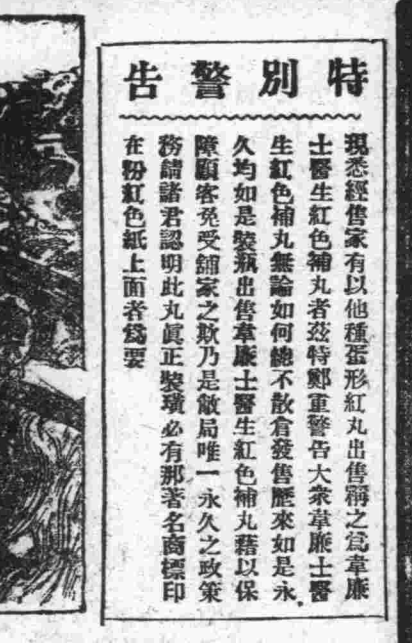 特別警告
現悉經售家有以他種蛋形紅丸出售稱之爲韋廉
士醫生紅色補丸者茲特鄭重警告大衆韋廉士醫
生紅色補丸無論如何總不散倉發售歷來如是永
久均如是裝瓶出售韋廉士醫生紅色補丸藉以保
障顧客免受舖家之欺乃是敝局唯一永久之政策
務請諸君認明此丸眞正裝璜必有那著名商標印
在粉紅色紙上面者爲要